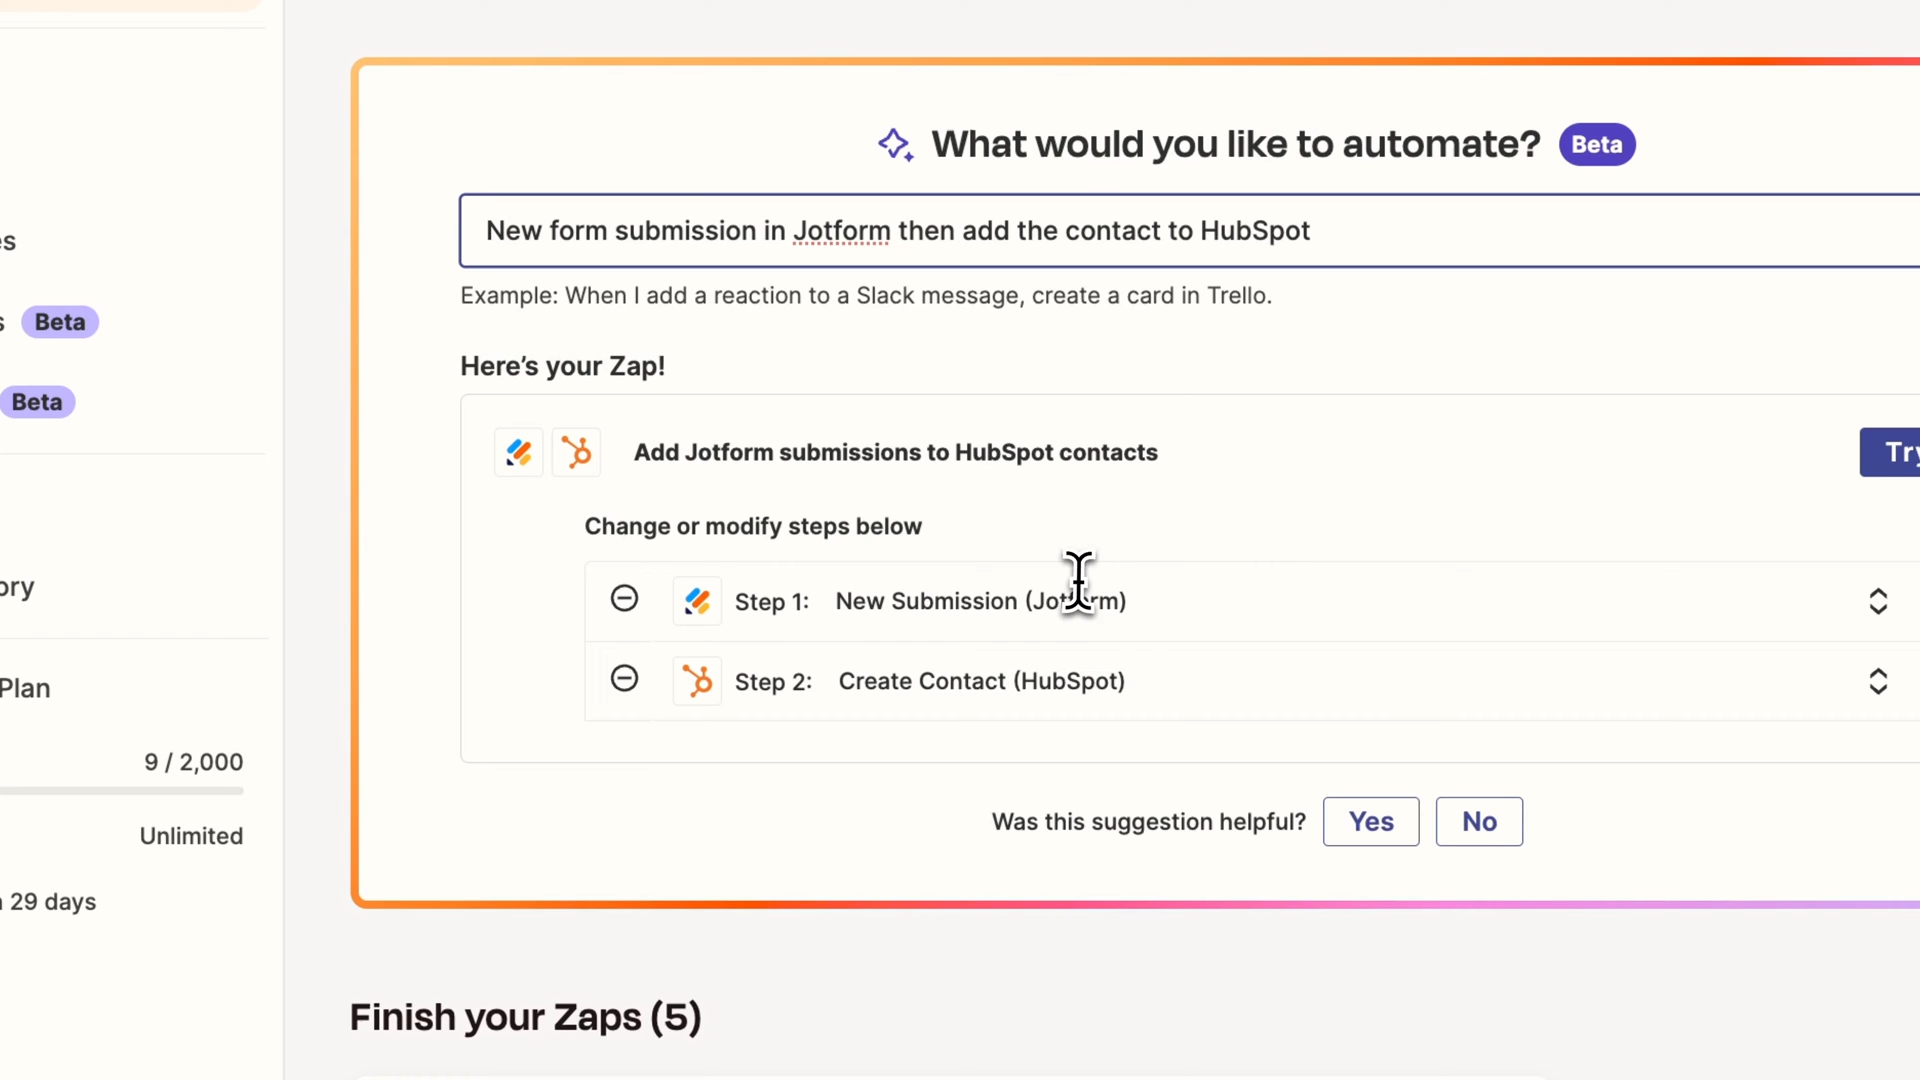 What would you like to automate? Beta
New form submission in Jotform then add the contact to HubSpot
Example: When I add a reaction to a Slack message, create a card in Trello.
Here's your Zap!
Add Jotform submissions to HubSpot contacts
Try
Change or modify steps below
Step 1: New Submission (Jotform)
Step 2: Create Contact (HubSpot)
Was this suggestion helpful? Yes No
Finish your Zaps (5)
Beta
Beta
Plan
9 / 2,000
Unlimited
29 days